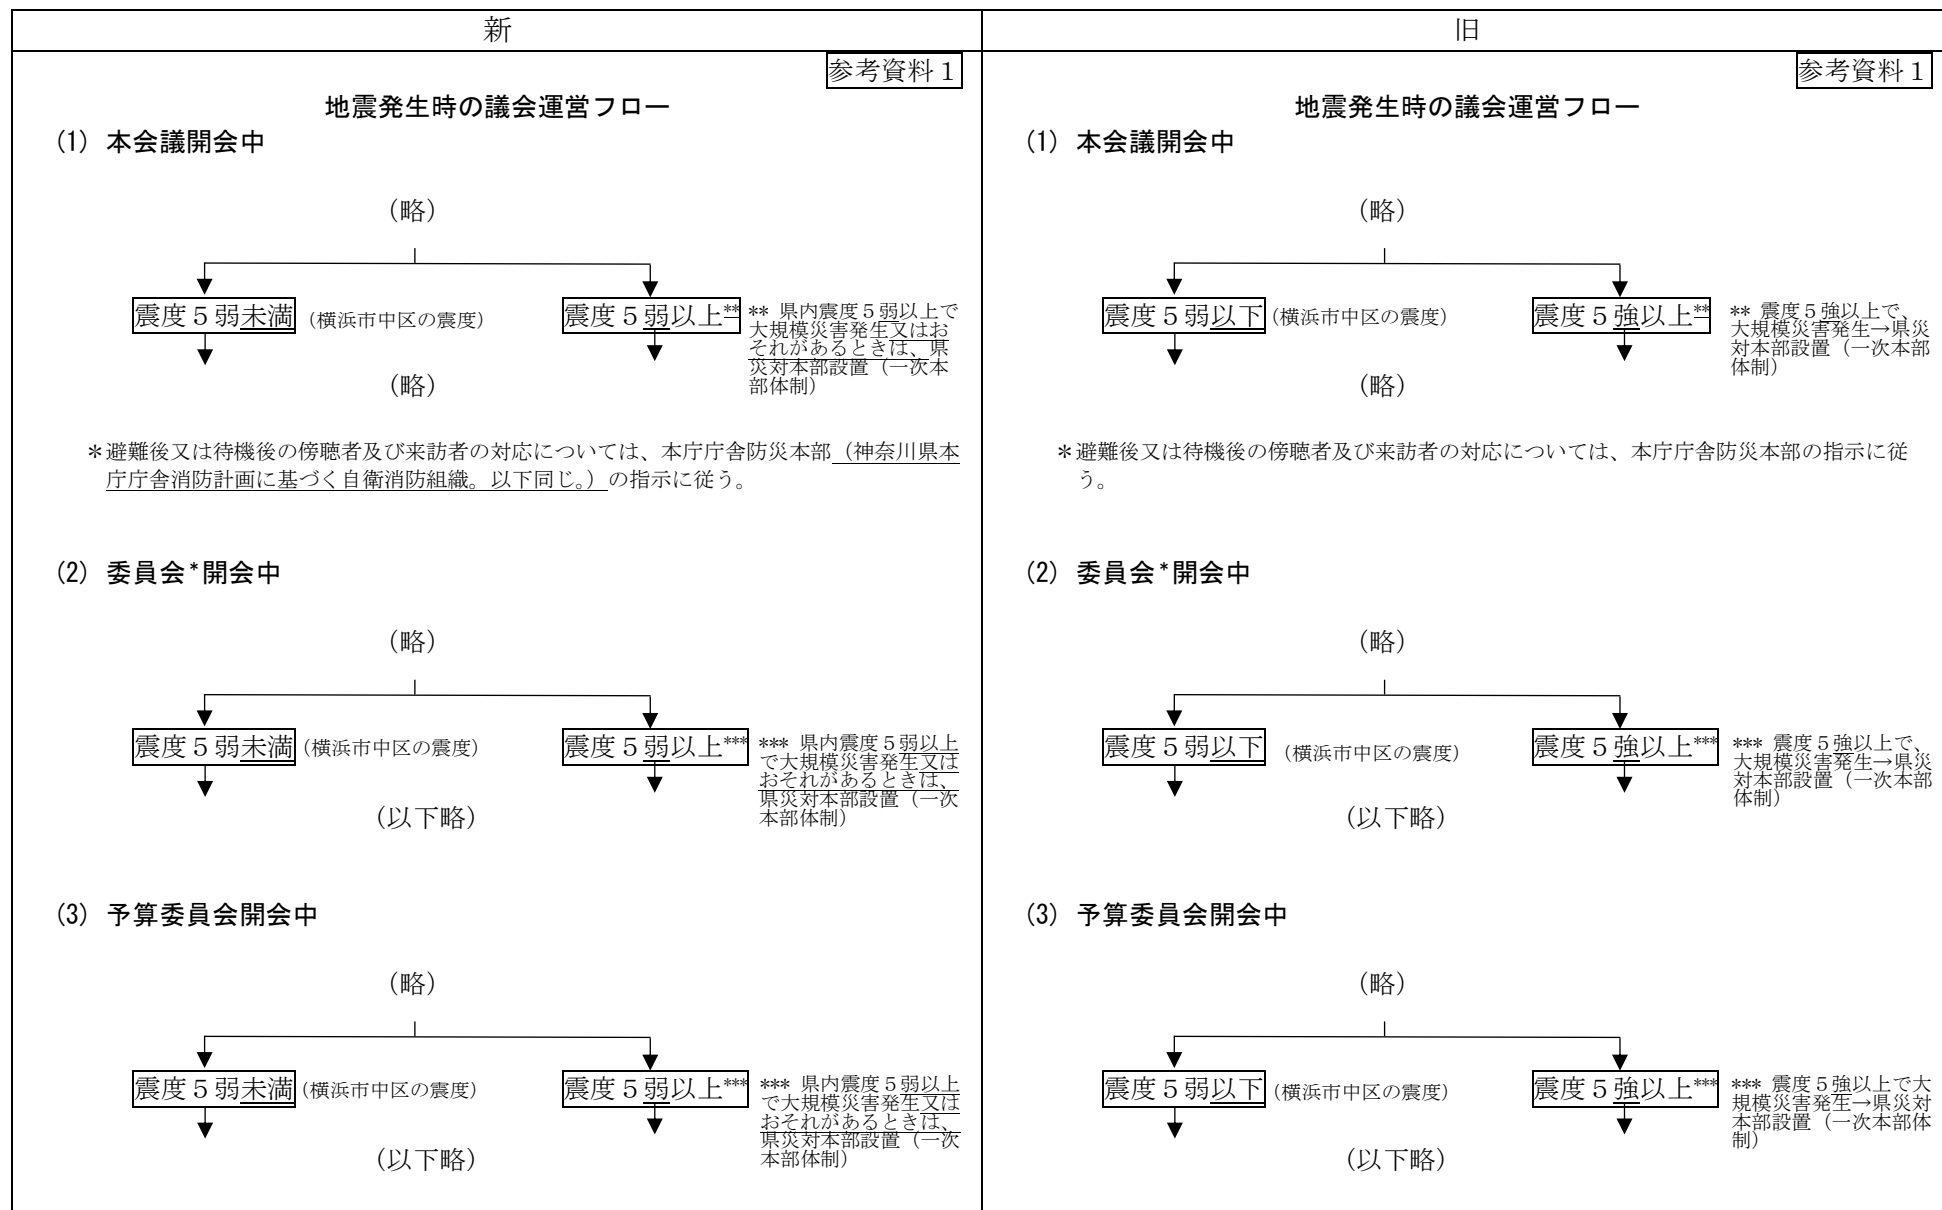 新
参考資料１
地震発生時の議会運営フロー
(1) 本会議開会中
（略）
震度５弱未満
（横浜市中区の震度）
震度５弱以上**
** 県内震度５弱以上で
大規模災害発生又はお
それがあるときは、県
災対本部設置（一次本
部体制）
（略）
＊避難後又は待機後の傍聴者及び来訪者の対応については、本庁庁舎防災本部（神奈川県本
庁庁舎消防計画に基づく自衛消防組織。以下同じ。）の指示に従う。
(2) 委員会*開会中
（略）
震度５弱未満
（横浜市中区の震度）
震度５弱以上***
*** 県内震度５弱以上
で大規模災害発生又は
おそれがあるときは、
県災対本部設置（一次
本部体制）
（以下略）
(3) 予算委員会開会中
（略）
震度５弱未満
（横浜市中区の震度）
震度５弱以上***
*** 県内震度５弱以上
で大規模災害発生又は
おそれがあるときは、
県災対本部設置（一次
本部体制）
（以下略）
旧
参考資料１
地震発生時の議会運営フロー
(1) 本会議開会中
（略）
震度５弱以下
（横浜市中区の震度）
震度５強以上**
** 震度５強以上で、
大規模災害発生→県災
対本部設置（一次本部
体制）
（略）
＊避難後又は待機後の傍聴者及び来訪者の対応については、本庁庁舎防災本部の指示に従
う。
(2) 委員会*開会中
（略）
震度５弱以下
（横浜市中区の震度）
震度５強以上***
*** 震度５強以上で、
大規模災害発生→県災
対本部設置（一次本部
体制）
（以下略）
(3) 予算委員会開会中
（略）
震度５弱以下
（横浜市中区の震度）
震度５強以上***
*** 震度５強以上で大
規模災害発生→県災対
本部設置（一次本部体
制）
（以下略）